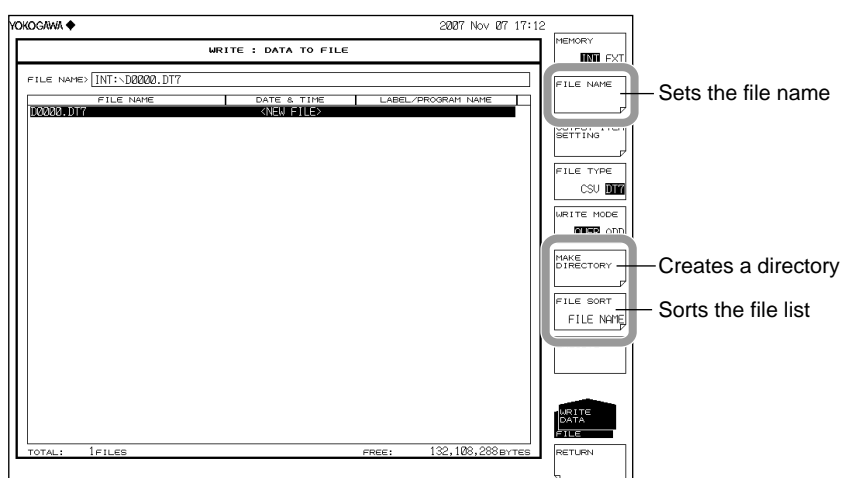 YOKOGAWA ◆ 2007 Nov 07 17:12
WRITE : DATA TO FILE
FILE NAME> INT:\D0000.DT7
FILE NAME DATE & TIME LABEL/PROGRAM NAME
D0000.DT7 <NEW FILE>
TOTAL: 1FILES FREE: 132,108,288BYTES
MEMORY
INT EXT
FILE NAME
SETTING
FILE TYPE
CSV DT7
WRITE MODE
OVER ADD
MAKE
DIRECTORY
FILE SORT
FILE NAME
WRITE
DATA
FILE
RETURN
Sets the file name
Creates a directory
Sorts the file list